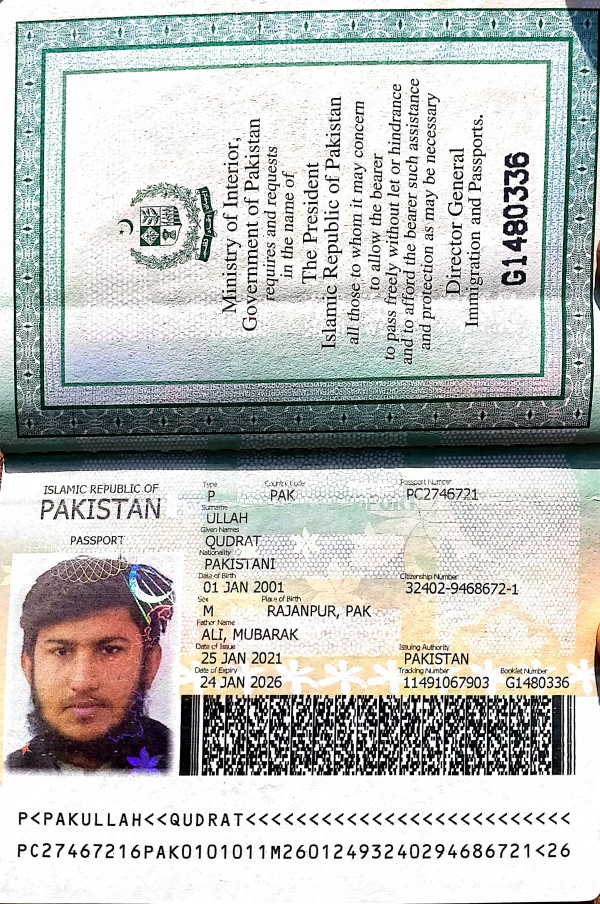 Ministry of Interior,
Government of Pakistan
requires and requests
in the name of
The President
Islamic Republic of Pakistan
all those to whom it may concern
to allow the bearer
to pass freely without let or hindrance
and to afford the bearer such assistance
and protection as may be necessary
Director General
Immigration and Passports.
G1480336
ISLAMIC REPUBLIC OF
PAKISTAN
PASSPORT
Type Country Code Passport Number
P PAK PC2746721
Surname
ULLAH
Given Names
QUDRAT
Nationality
PAKISTANI
Date of Birth Citizenship Number
01 JAN 2001 32402-9468672-1
Sex Place of Birth
M RAJANPUR, PAK
Father Name
ALI, MUBARAK
Date of Issue Issuing Authority
25 JAN 2021 PAKISTAN
Date of Expiry Tracking Number Booklet Number
24 JAN 2026 11491067903 G1480336
P<PAKULLAH<<QUDRAT<<<<<<<<<<<<<<<<<<<<<<<<<<
PC27467216PAK0101011M26012493240294686721<26